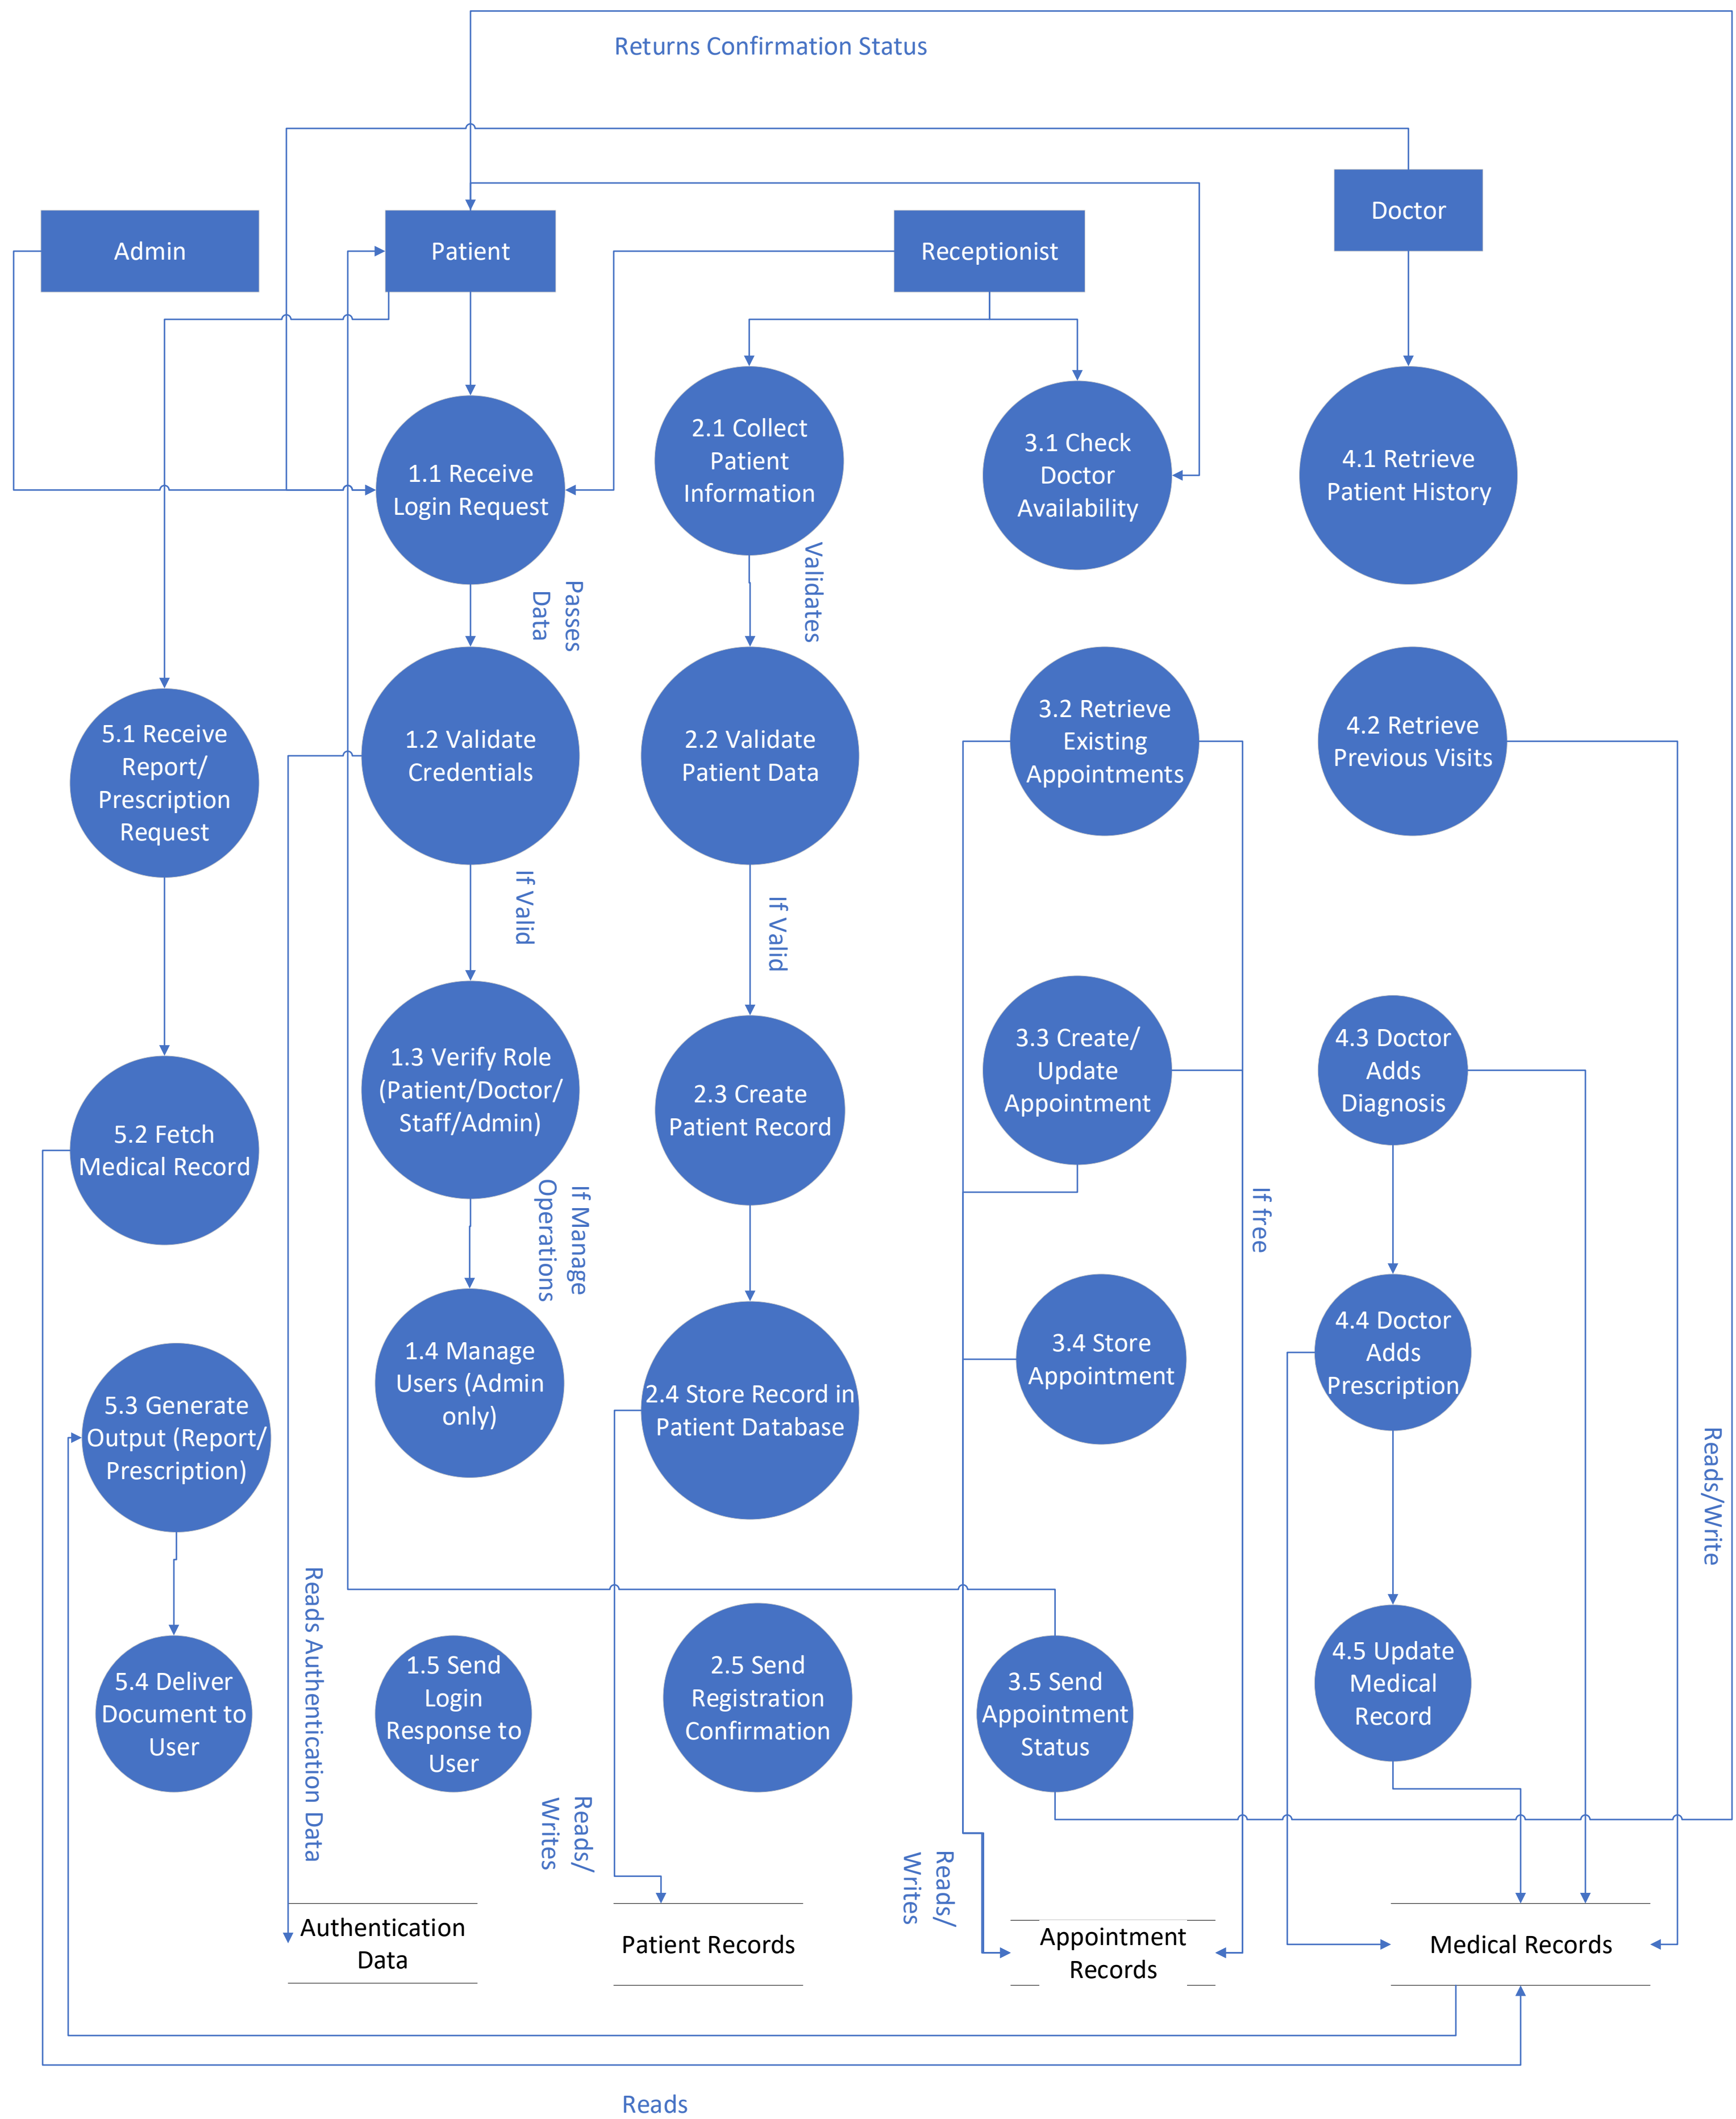 Returns Confirmation Status
Admin
Patient
Receptionist
Doctor
1.1 Receive
Login Request
2.1 Collect
Patient
Information
3.1 Check
Doctor
Availability
4.1 Retrieve
Patient History
Passes
Data
Validates
5.1 Receive
Report/
Prescription
Request
1.2 Validate
Credentials
2.2 Validate
Patient Data
3.2 Retrieve
Existing
Appointments
4.2 Retrieve
Previous Visits
If Valid
If Valid
5.2 Fetch
Medical Record
1.3 Verify Role
(Patient/Doctor/
Staff/Admin)
2.3 Create
Patient Record
3.3 Create/
Update
Appointment
4.3 Doctor
Adds
Diagnosis
If Manage
Operations
If free
5.3 Generate
Output (Report/
Prescription)
1.4 Manage
Users (Admin
only)
2.4 Store Record in
Patient Database
3.4 Store
Appointment
4.4 Doctor
Adds
Prescription
Reads/Write
Reads Authentication Data
5.4 Deliver
Document to
User
1.5 Send
Login
Response to
User
2.5 Send
Registration
Confirmation
3.5 Send
Appointment
Status
4.5 Update
Medical
Record
Reads/
Writes
Reads/
Writes
Authentication
Data
Patient Records
Appointment
Records
Medical Records
Reads